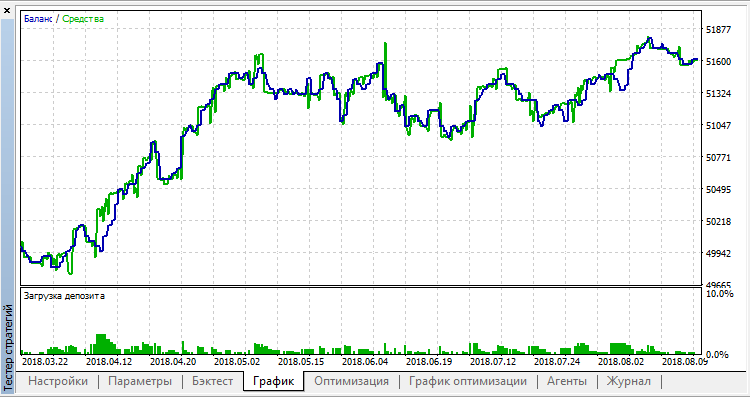 Баланс / Средства
51877
51600
51324
51047
50771
50495
50218
49942
49665
Загрузка депозита
10.0%
0.0%
2018.03.22 2018.04.12 2018.04.20 2018.05.02 2018.05.15 2018.06.04 2018.06.19 2018.07.12 2018.07.24 2018.08.02 2018.08.09
Тестер стратегий
Настройки Параметры Бэктест График Оптимизация График оптимизации Агенты Журнал